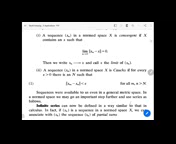 (i) A sequence (xₙ) in a normed space X is convergent if X
contains an x such that
lim ‖xₙ − x‖ = 0.
n→∞
Then we write xₙ → x and call x the limit of (xₙ).
(ii) A sequence (xₙ) in a normed space X is Cauchy if for every
ε > 0 there is an N such that
(1) ‖xₘ − xₙ‖ < ε for all m, n > N.
Sequences were available to us even in a general metric space. In
a normed space we may go an important step further and use series as
follows.
Infinite series can now be defined in a way similar to that in
calculus. In fact, if (xₖ) is a sequence in a normed space X, we can
associate with (xₖ) the sequence (sₙ) of partial sums